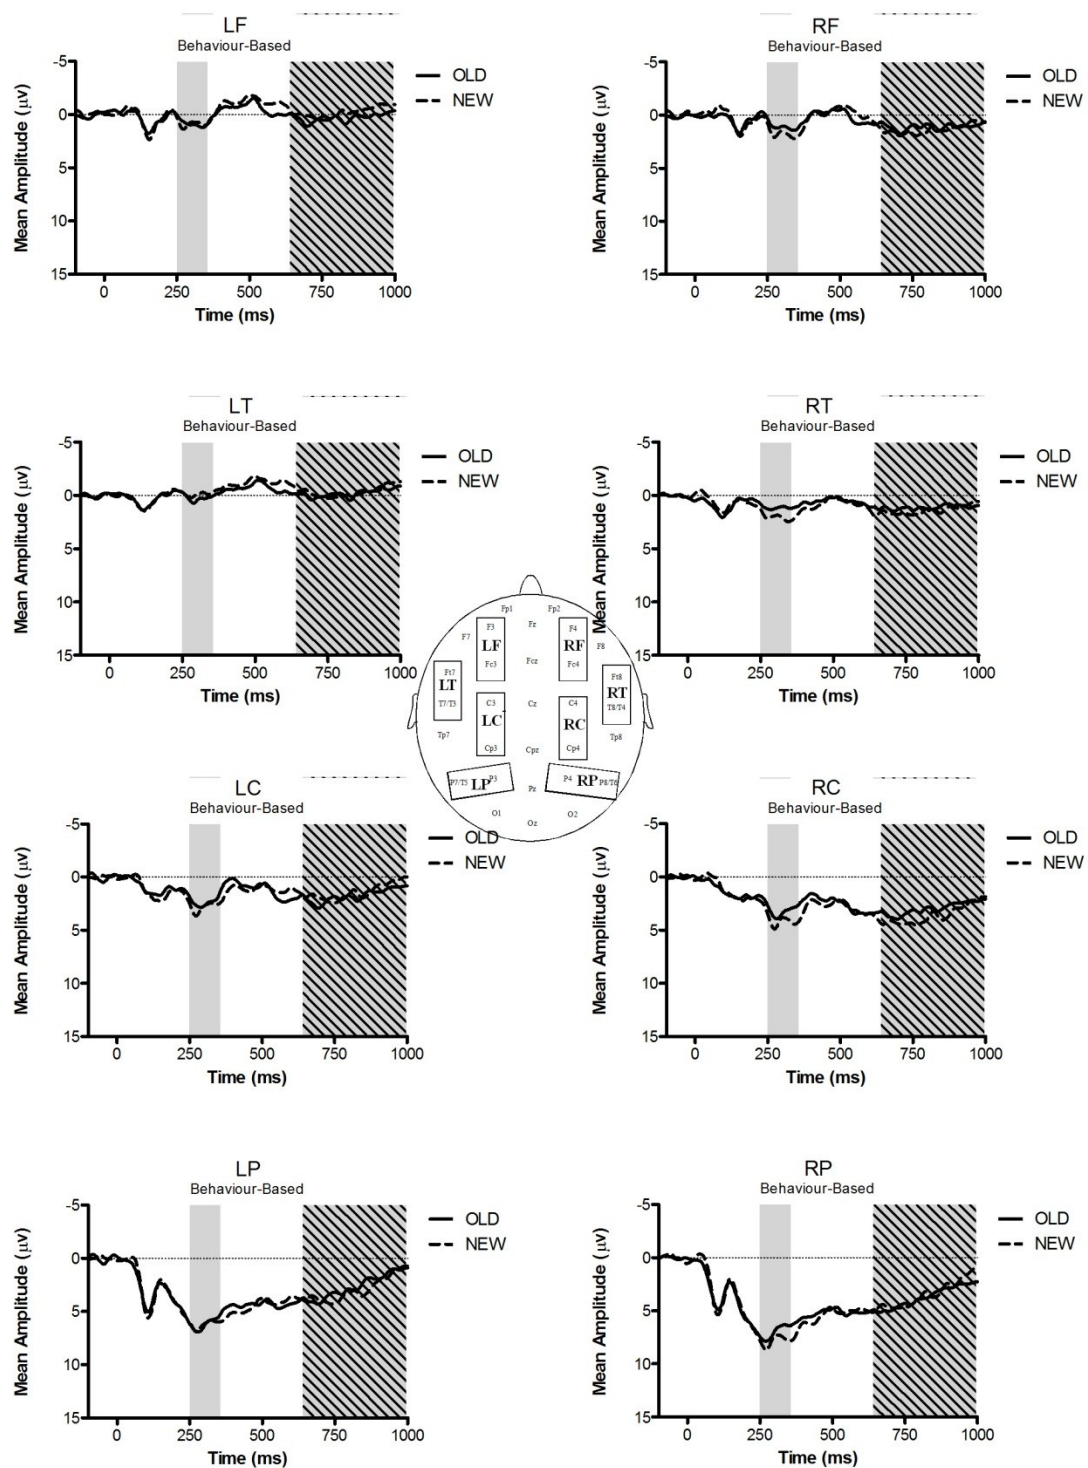 LF
Behaviour-Based
-5
0
5
10
15
Mean Amplitude (μv)
0 250 500 750 1000
Time (ms)
OLD
NEW
RF
Behaviour-Based
-5
0
5
10
15
Mean Amplitude (μv)
0 250 500 750 1000
Time (ms)
OLD
NEW
LT
Behaviour-Based
-5
0
5
10
15
Mean Amplitude (μv)
0 250 500 750 1000
Time (ms)
OLD
NEW
RT
Behaviour-Based
-5
0
5
10
15
Mean Amplitude (μv)
0 250 500 750 1000
Time (ms)
OLD
NEW
Fp1 Fp2
F7 F3 Fz F4 F8
LF RF
Fc3 Fcz Fc4
Ft7 Ft8
LT RT
T7/T3 C3 Cz C4 T8/T4
LC RC
Tp7 Cp3 Cpz Cp4 Tp8
P7/T5 LP P3 Pz P4 RP P8/T6
O1 Oz O2
LC
Behaviour-Based
-5
0
5
10
15
Mean Amplitude (μv)
0 250 500 750 1000
Time (ms)
OLD
NEW
RC
Behaviour-Based
-5
0
5
10
15
Mean Amplitude (μv)
0 250 500 750 1000
Time (ms)
OLD
NEW
LP
Behaviour-Based
-5
0
5
10
15
Mean Amplitude (μv)
0 250 500 750 1000
Time (ms)
OLD
NEW
RP
Behaviour-Based
-5
0
5
10
15
Mean Amplitude (μv)
0 250 500 750 1000
Time (ms)
OLD
NEW